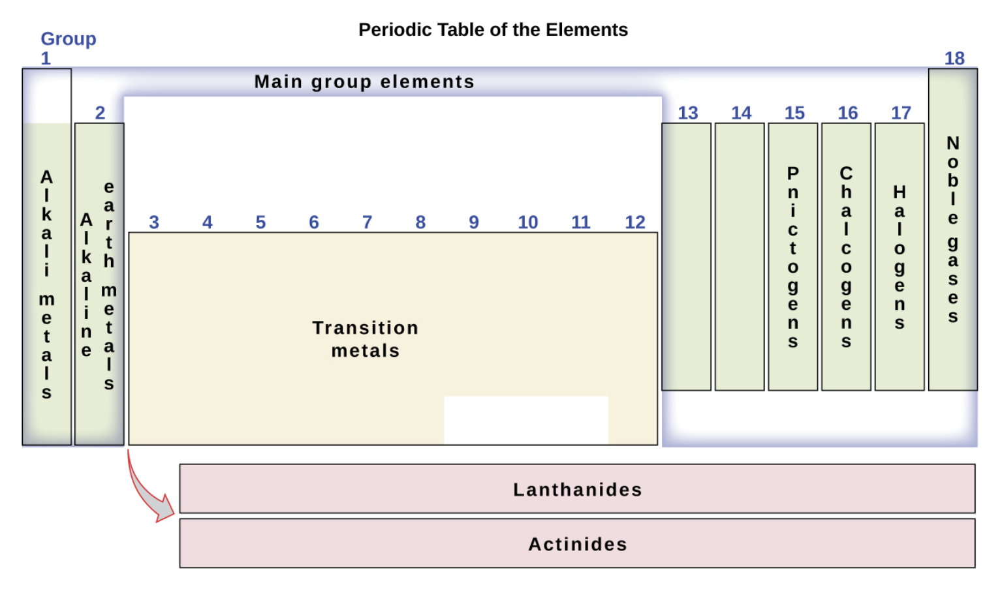 Periodic Table of the Elements
Group
1
18
Main group elements
2
13
14
15
16
17
3
4
5
6
7
8
9
10
11
12
Alkali metals
Alkaline
earth metals
Transition
metals
Pnictogens
Chalcogens
Halogens
Noble gases
Lanthanides
Actinides